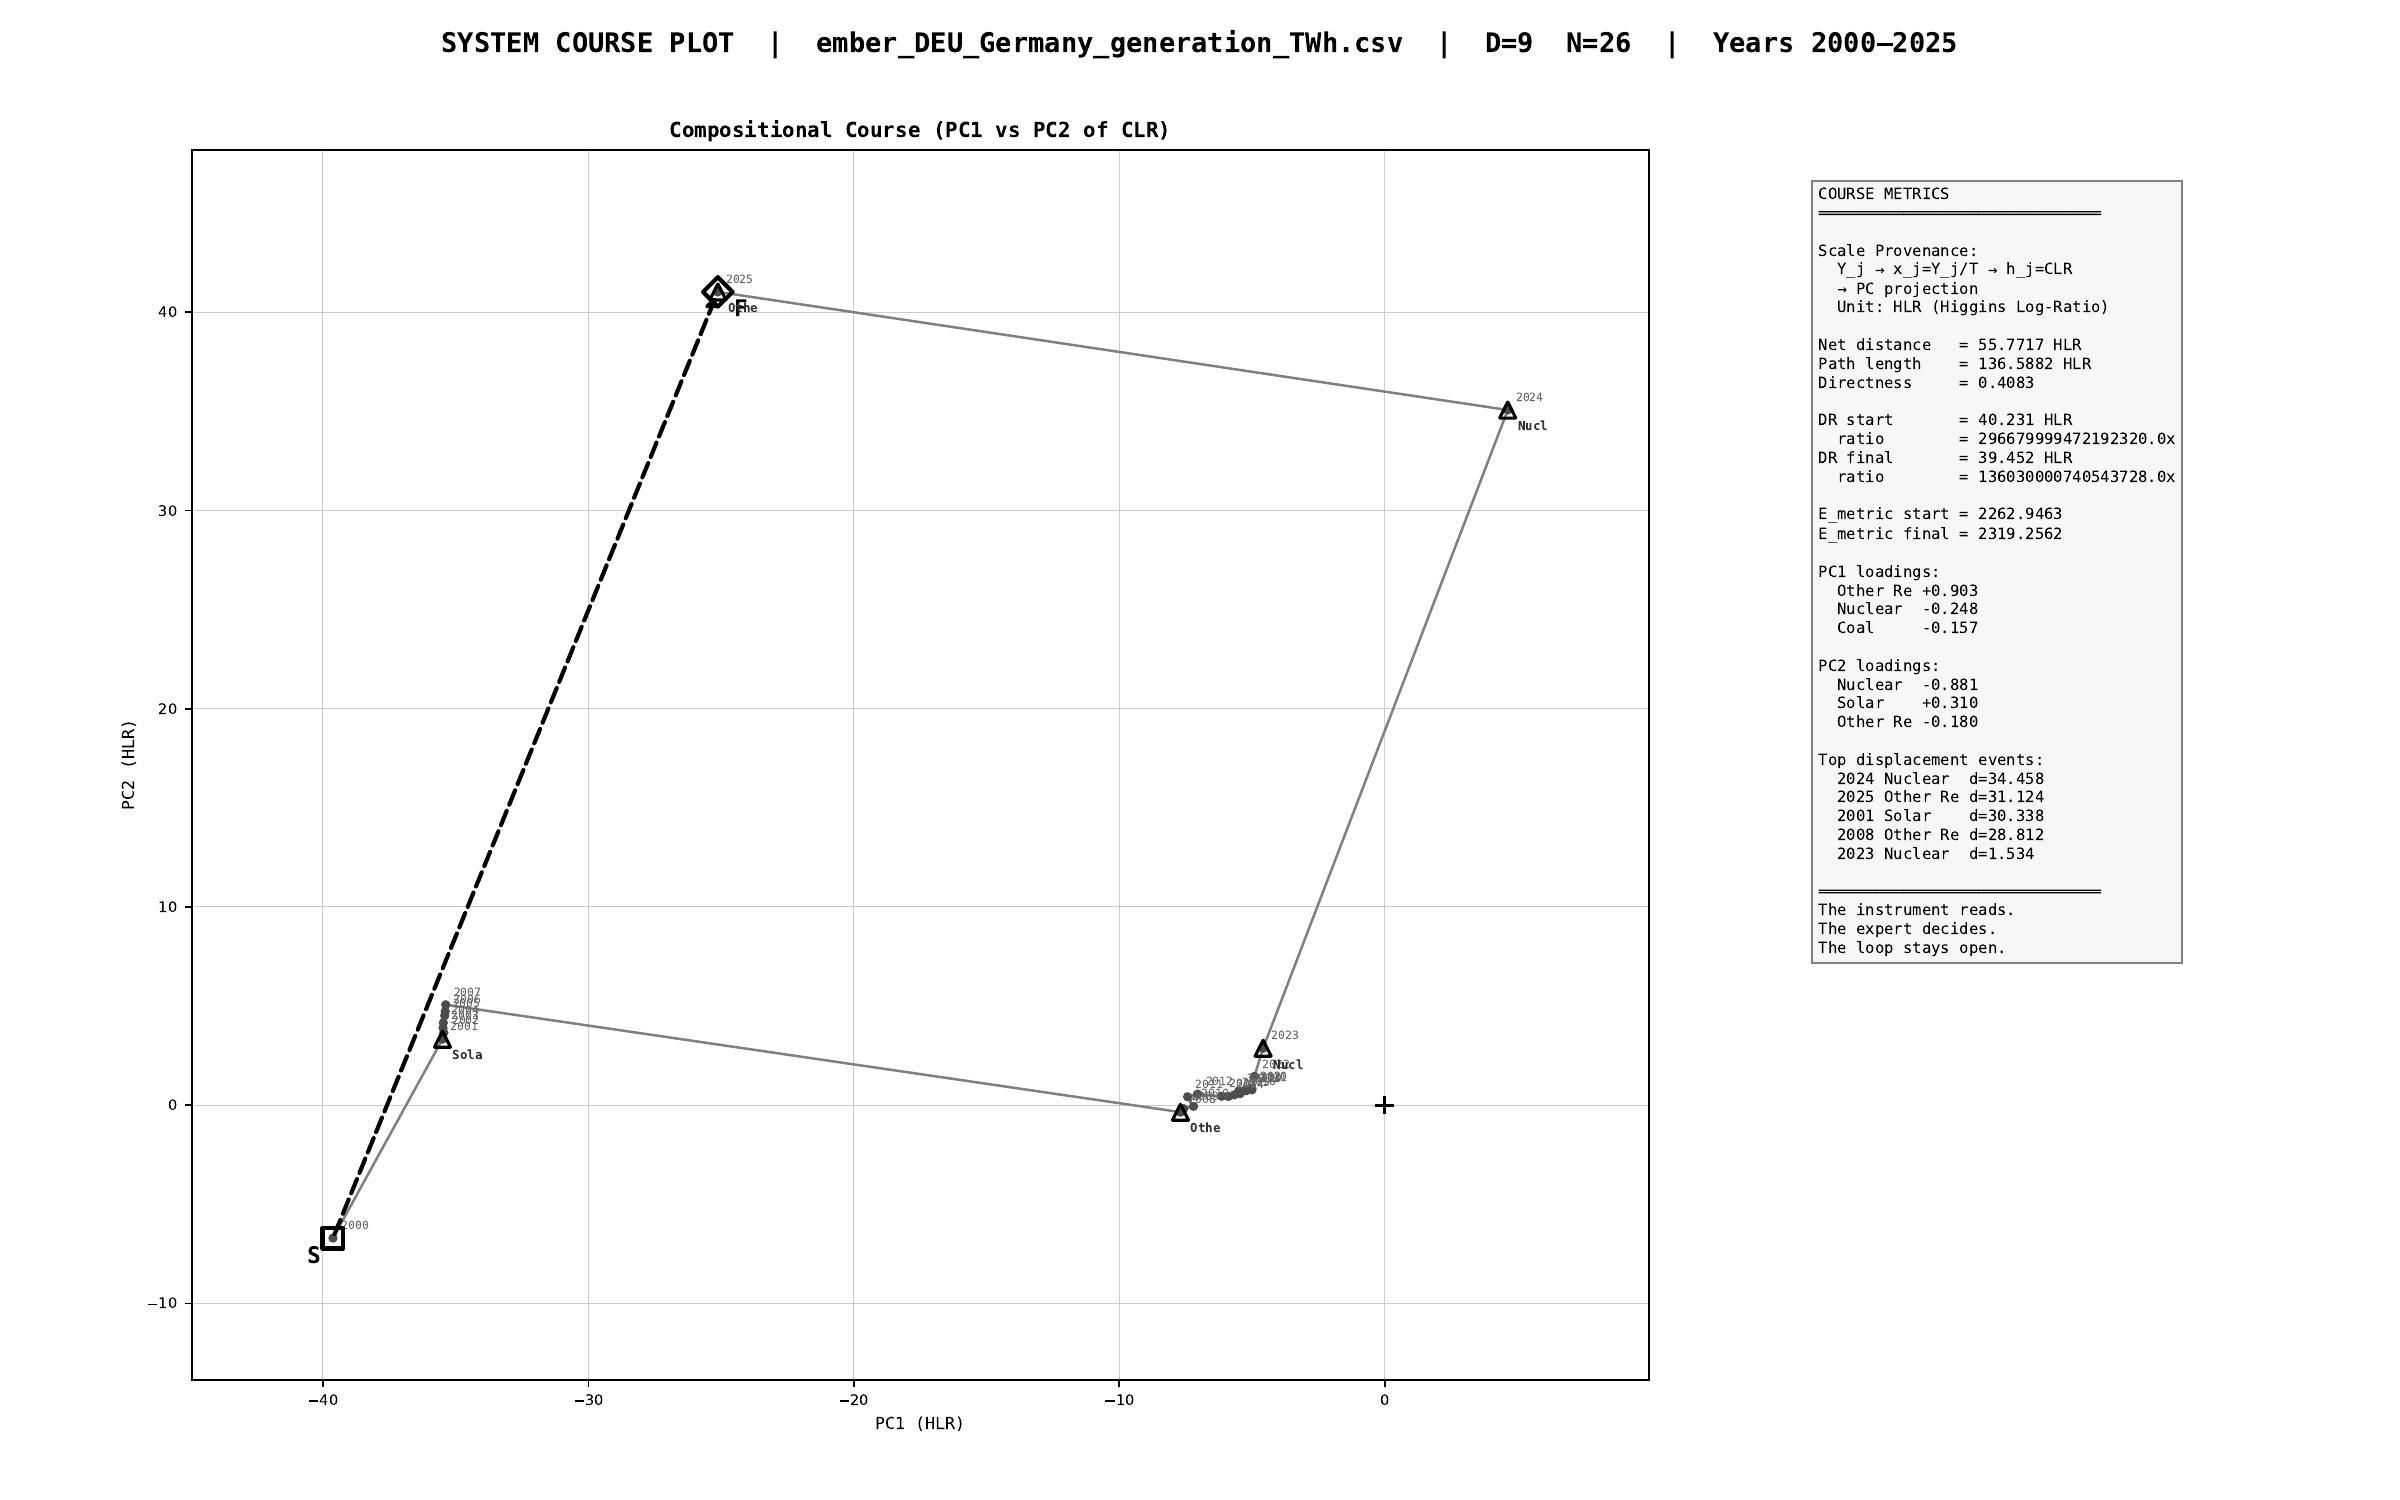 SYSTEM COURSE PLOT | ember_DEU_Germany_generation_TWh.csv | D=9 N=26 | Years 2000–2025
Compositional Course (PC1 vs PC2 of CLR)
COURSE METRICS
Scale Provenance:
Y_j → x_j=Y_j/T → h_j=CLR
→ PC projection
Unit: HLR (Higgins Log-Ratio)
Net distance = 55.7717 HLR
Path length = 136.5882 HLR
Directness = 0.4083
DR start = 40.231 HLR
ratio = 296679999472192320.0x
DR final = 39.452 HLR
ratio = 136030000740543728.0x
E_metric start = 2262.9463
E_metric final = 2319.2562
PC1 loadings:
Other Re +0.903
Nuclear -0.248
Coal -0.157
PC2 loadings:
Nuclear -0.881
Solar +0.310
Other Re -0.180
Top displacement events:
2024 Nuclear d=34.458
2025 Other Re d=31.124
2001 Solar d=30.338
2008 Other Re d=28.812
2023 Nuclear d=1.534
The instrument reads.
The expert decides.
The loop stays open.
2025
Othe
F
2024
Nucl
2007
2006
2005
2002
2001
Sola
2023
Nucl
2012
2011
Othe
2000
S
40
30
20
10
0
−10
PC2 (HLR)
−40
−30
−20
−10
0
PC1 (HLR)